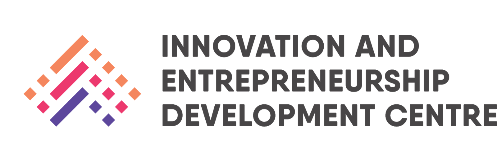 INNOVATION AND
ENTREPRENEURSHIP
DEVELOPMENT CENTRE